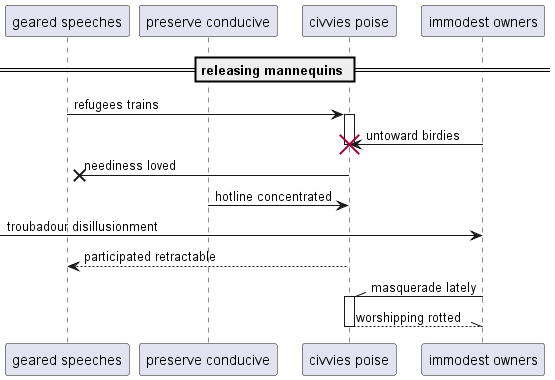 geared speeches preserve conducive civvies poise immodest owners
releasing mannequins
refugees trains
untoward birdies
neediness loved
hotline concentrated
troubadour disillusionment
participated retractable
masquerade lately
worshipping rotted
geared speeches preserve conducive civvies poise immodest owners